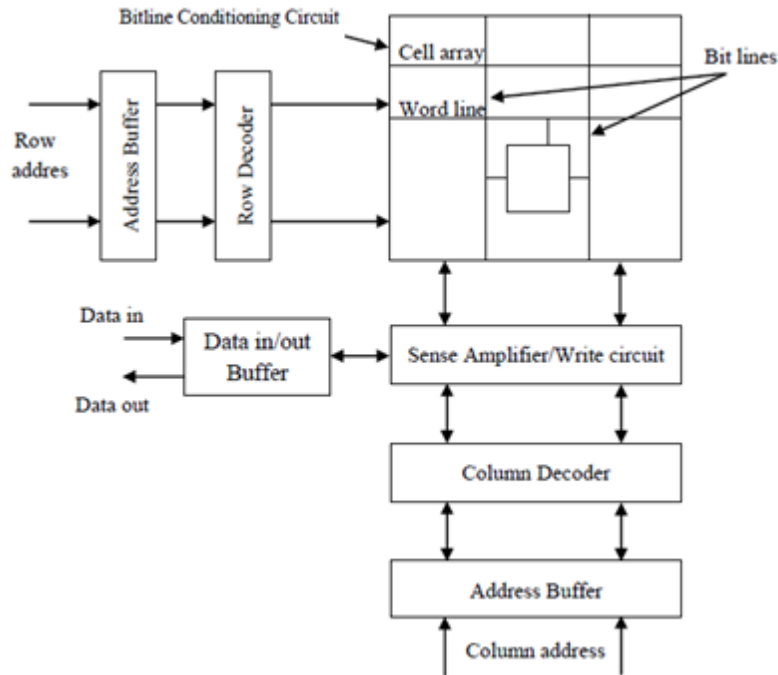 Bitline Conditioning Circuit
Cell array
Bit lines
Word line
Row
addres
Address Buffer
Row Decoder
Data in
Data in/out
Buffer
Data out
Sense Amplifier/Write circuit
Column Decoder
Address Buffer
Column address